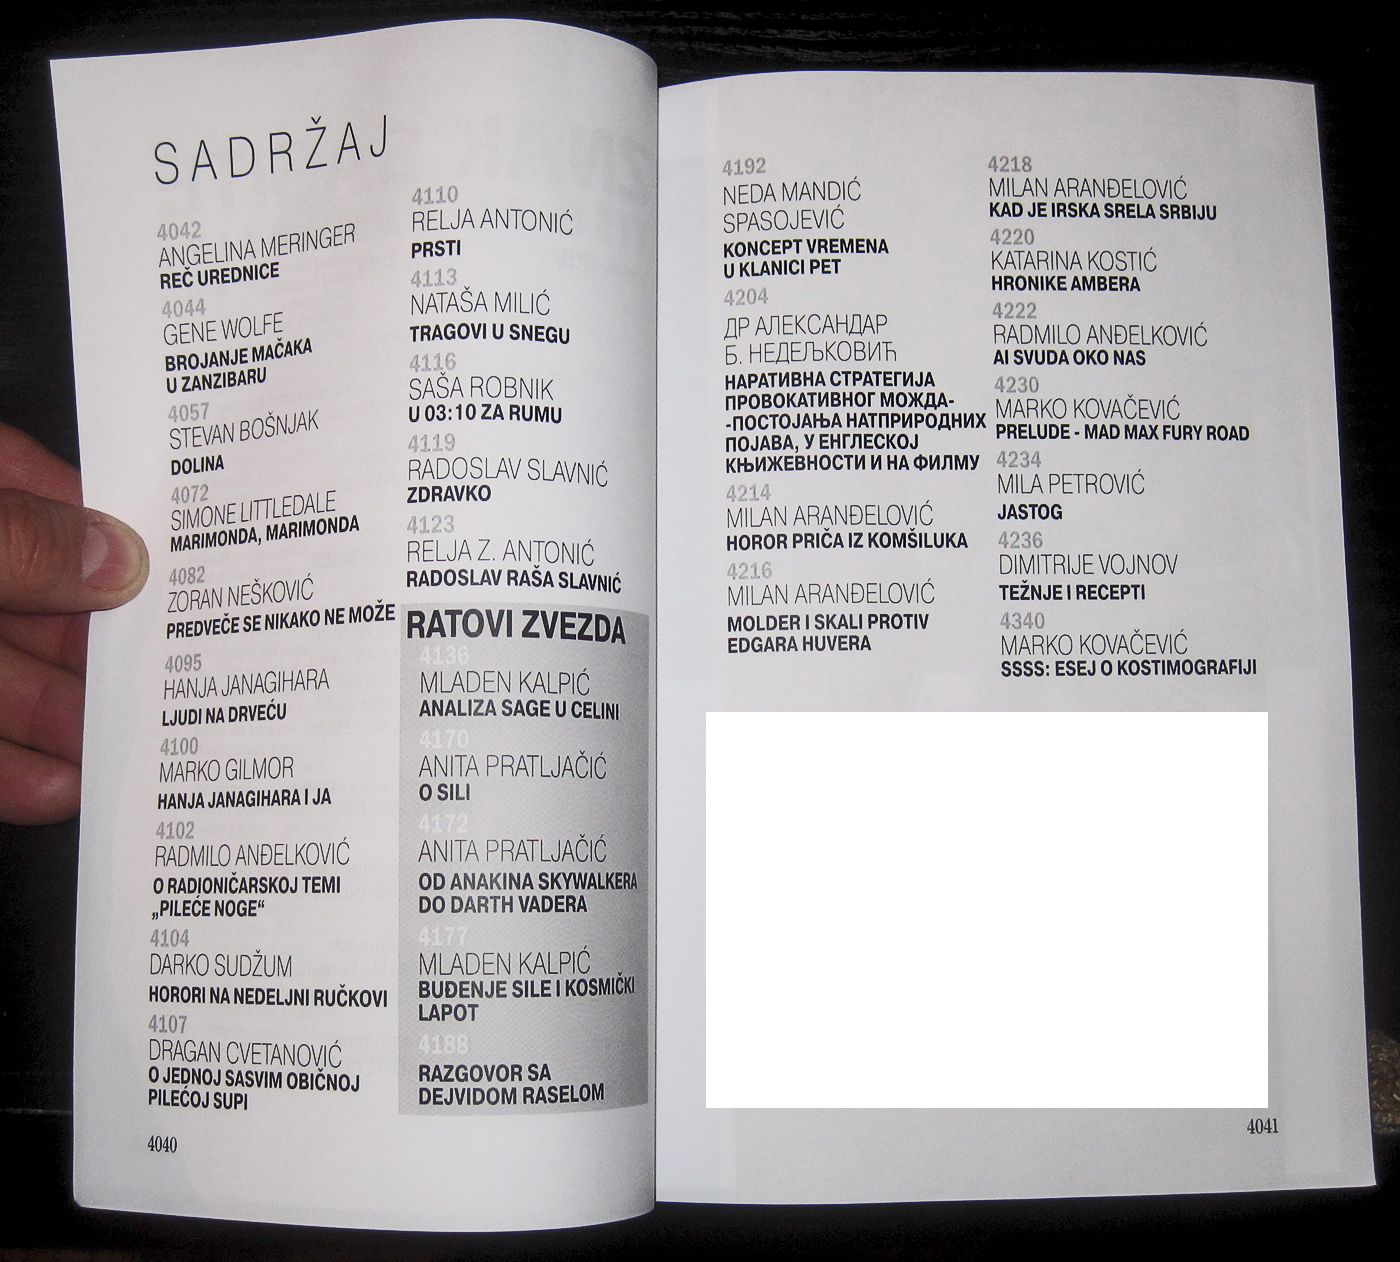 SADRŽAJ
4042
ANGELINA MERINGER
REČ UREDNICE
4044
GENE WOLFE
BROJANJE MAČAKA
U ZANZIBARU
4057
STEVAN BOŠNJAK
DOLINA
4072
SIMONE LITTLEDALE
MARIMONDA, MARIMONDA
4082
ZORAN NEŠKOVIĆ
PREDVEČE SE NIKAKO NE MOŽE
4095
HANJA JANAGIHARA
LJUDI NA DRVEĆU
4100
MARKO GILMOR
HANJA JANAGIHARA I JA
4102
RADMILO ANĐELKOVIĆ
O RADIONIČARSKOJ TEMI
„PILEĆE NOGE“
4104
DARKO SUDŽUM
HORORI NA NEDELJNI RUČKOVI
4107
DRAGAN CVETANOVIĆ
O JEDNOJ SASVIM OBIČNOJ
PILEĆOJ SUPI
4040
4110
RELJA ANTONIĆ
PRSTI
4113
NATAŠA MILIĆ
TRAGOVI U SNEGU
4116
SAŠA ROBNIK
U 03:10 ZA RUMU
4119
RADOSLAV SLAVNIĆ
ZDRAVKO
4123
RELJA Z. ANTONIĆ
RADOSLAV RAŠA SLAVNIĆ
RATOVI ZVEZDA
4136
MLADEN KALPIĆ
ANALIZA SAGE U CELINI
4170
ANITA PRATLJAČIĆ
O SILI
4172
ANITA PRATLJAČIĆ
OD ANAKINA SKYWALKERA
DO DARTH VADERA
4177
MLADEN KALPIĆ
BUĐENJE SILE I KOSMIČKI
LAPOT
4188
RAZGOVOR SA
DEJVIDOM RASELOM
4192
NEDA MANDIĆ
SPASOJEVIĆ
KONCEPT VREMENA
U KLANICI PET
4204
ДР АЛЕКСАНДАР
Б. НЕДЕЉКОВИЋ
НАРАТИВНА СТРАТЕГИЈА
ПРОВОКАТИВНОГ МОЖДА-
-ПОСТОЈАЊА НАТПРИРОДНИХ
ПОЈАВА, У ЕНГЛЕСКОЈ
КЊИЖЕВНОСТИ И НА ФИЛМУ
4214
MILAN ARANĐELOVIĆ
HOROR PRIČA IZ KOMŠILUKA
4216
MILAN ARANĐELOVIĆ
MOLDER I SKALI PROTIV
EDGARA HUVERA
4218
MILAN ARANĐELOVIĆ
KAD JE IRSKA SRELA SRBIJU
4220
KATARINA KOSTIĆ
HRONIKE AMBERA
4222
RADMILO ANĐELKOVIĆ
AI SVUDA OKO NAS
4230
MARKO KOVAČEVIĆ
PRELUDE - MAD MAX FURY ROAD
4234
MILA PETROVIĆ
JASTOG
4236
DIMITRIJE VOJNOV
TEŽNJE I RECEPTI
4340
MARKO KOVAČEVIĆ
SSSS: ESEJ O KOSTIMOGRAFIJI
4041